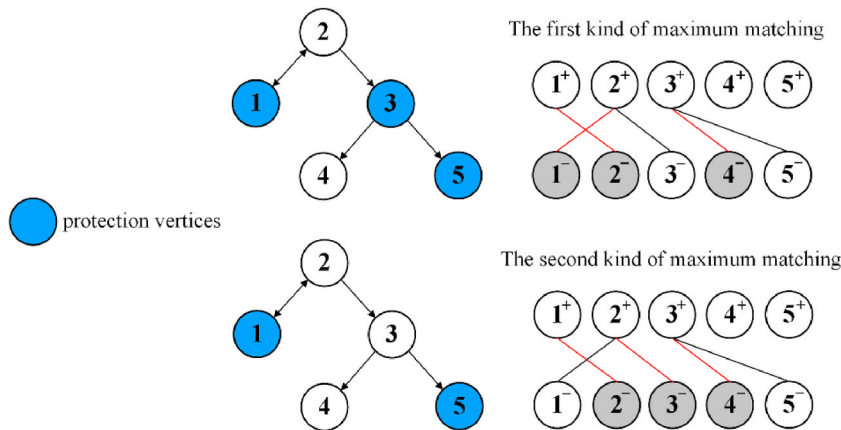 2
The first kind of maximum matching
1 3
1⁺ 2⁺ 3⁺ 4⁺ 5⁺
4 5
1⁻ 2⁻ 3⁻ 4⁻ 5⁻
protection vertices
2
The second kind of maximum matching
1 3
1⁺ 2⁺ 3⁺ 4⁺ 5⁺
4 5
1⁻ 2⁻ 3⁻ 4⁻ 5⁻